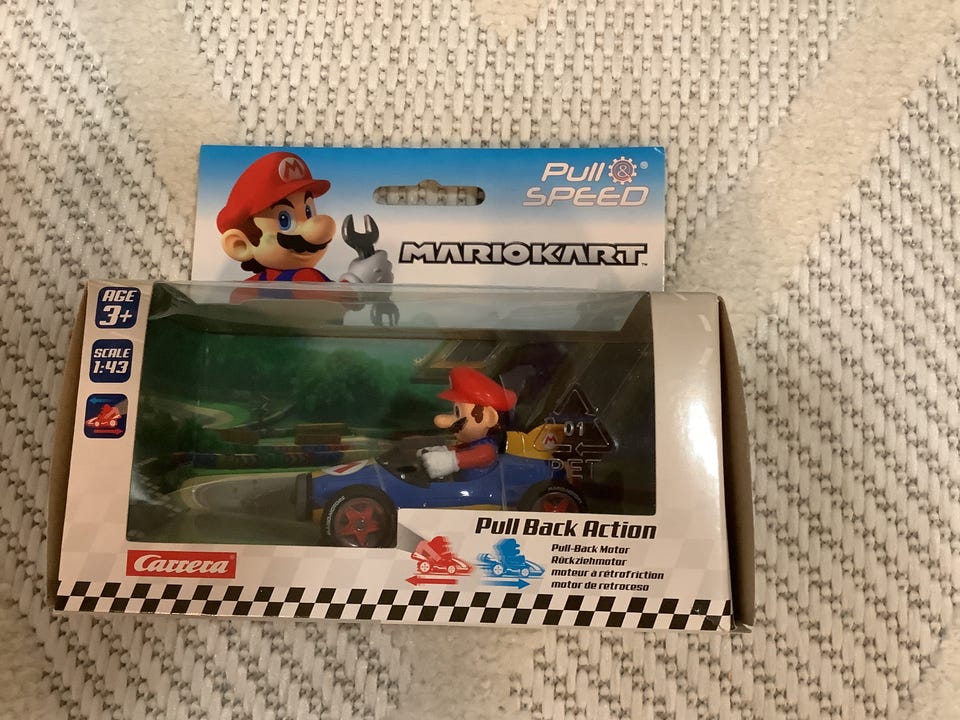 M
Pull & SPEED®
MARIOKART™
AGE
3+
SCALE
1:43
M
01
PET
Pull Back Action
Pull-Back Motor
Rückziehmotor
moteur à rétrofriction
motor de retroceso
Carrera®